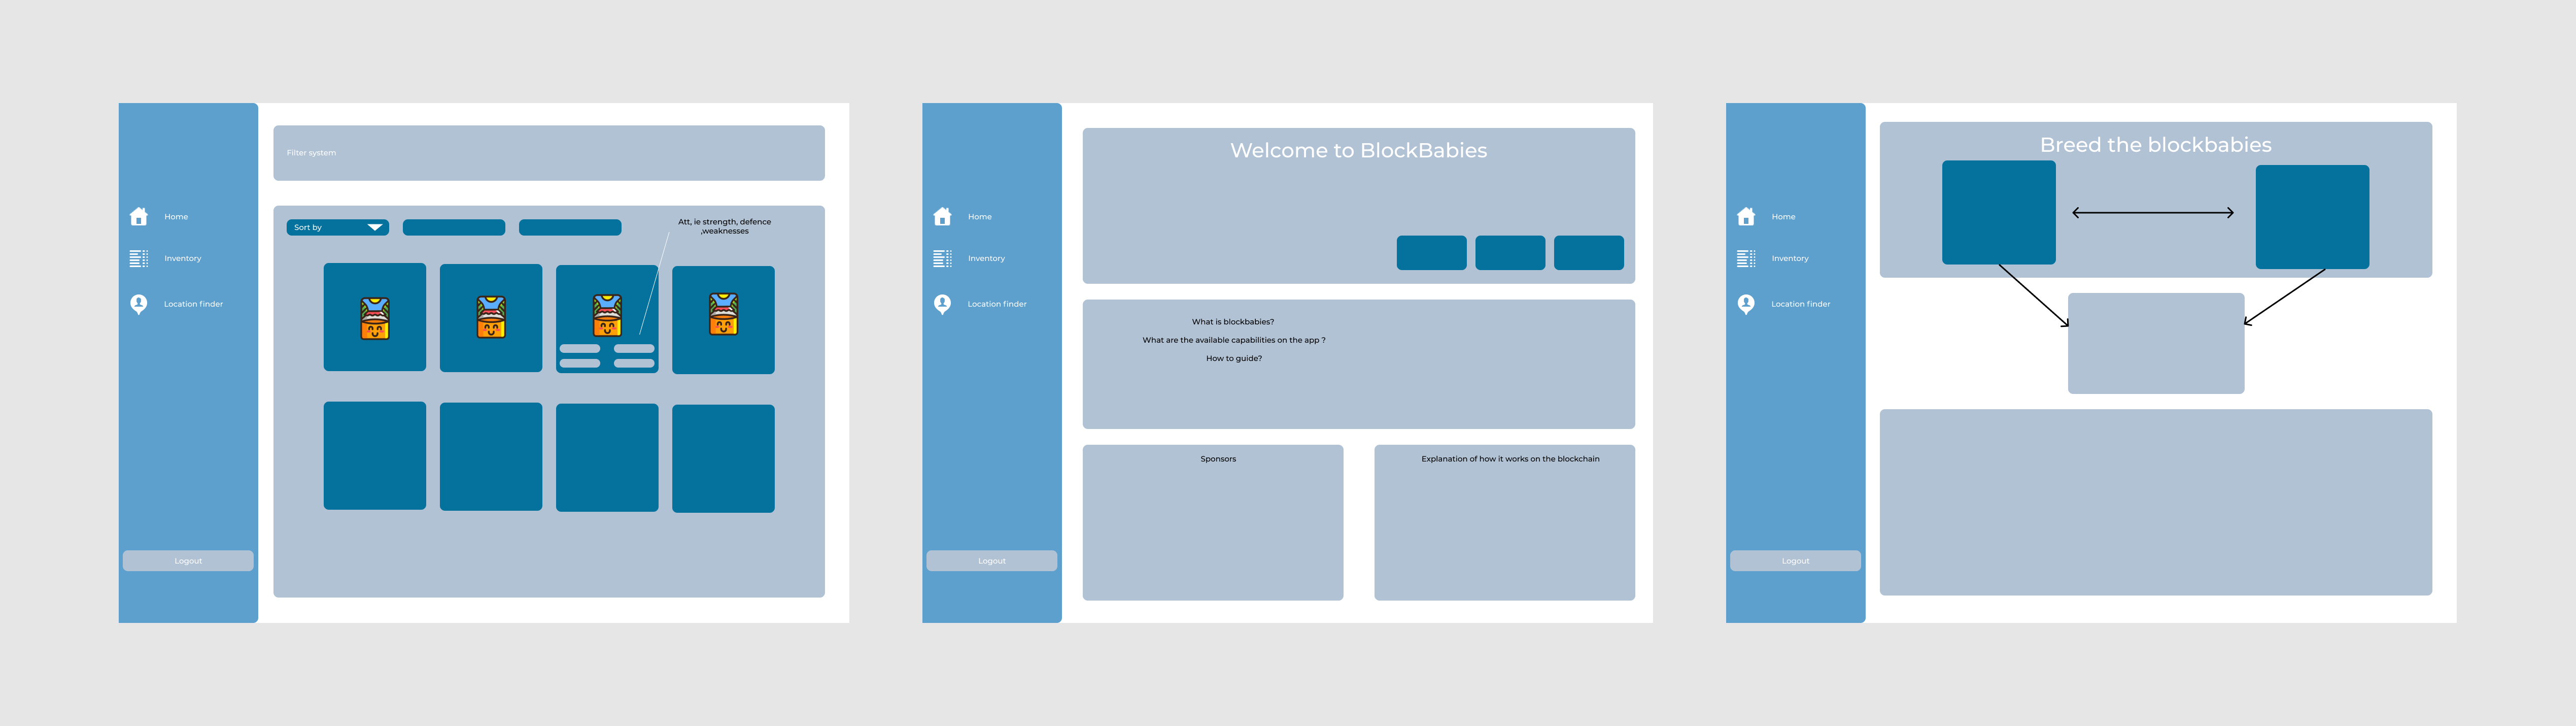 Filter system
Sort by
Att, ie strength, defence
,weaknesses
Home
Inventory
Location finder
Logout
Welcome to BlockBabies
Home
Inventory
Location finder
What is blockbabies?
What are the available capabilities on the app ?
How to guide?
Sponsors
Explanation of how it works on the blockchain
Logout
Breed the blockbabies
Home
Inventory
Location finder
Logout